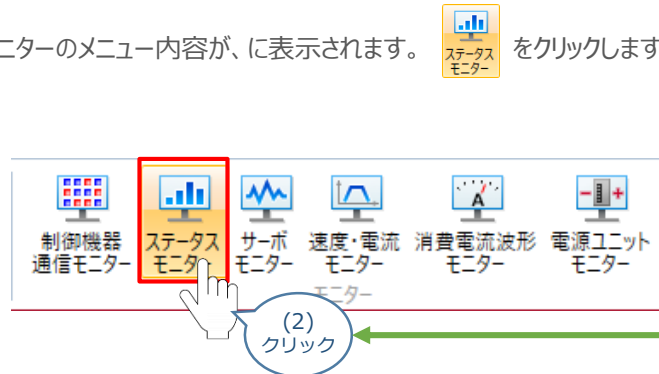 ニターのメニュー内容が、に表示されます。 ステータス モニター をクリックします
制御機器 ステータス サーボ 速度・電流 消費電流波形 電源ユニット
通信モニター モニター モニター モニター モニター モニター
モニター
(2)
クリック